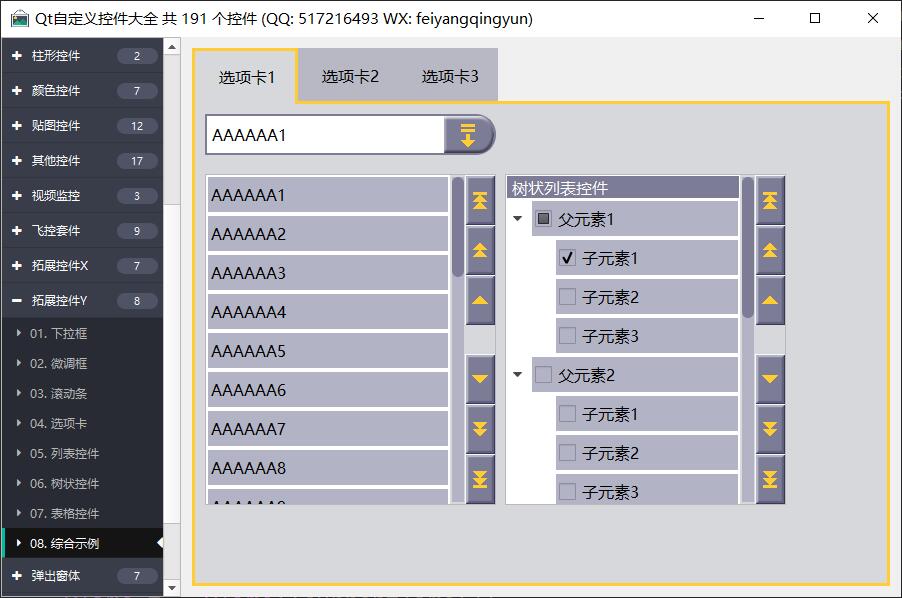 Qt自定义控件大全 共 191 个控件 (QQ: 517216493 WX: feiyangqingyun)
柱形控件 2
颜色控件 7
贴图控件 12
其他控件 17
视频监控 3
飞控套件 9
拓展控件X 7
拓展控件Y 8
01. 下拉框
02. 微调框
03. 滚动条
04. 选项卡
05. 列表控件
06. 树状控件
07. 表格控件
08. 综合示例
弹出窗体 7
选项卡1
选项卡2
选项卡3
AAAAAA1
AAAAAA1
AAAAAA2
AAAAAA3
AAAAAA4
AAAAAA5
AAAAAA6
AAAAAA7
AAAAAA8
树状列表控件
父元素1
子元素1
子元素2
子元素3
父元素2
子元素1
子元素2
子元素3